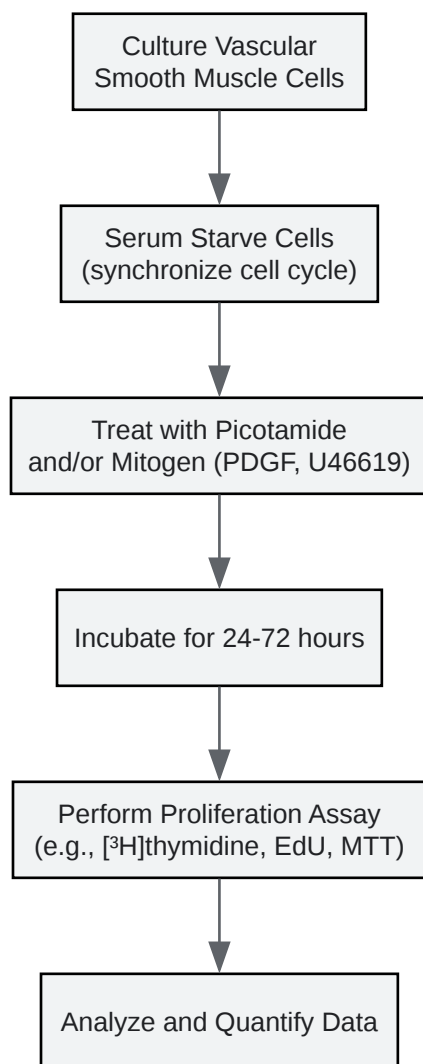 Culture Vascular
Smooth Muscle Cells
Serum Starve Cells
(synchronize cell cycle)
Treat with Picotamide
and/or Mitogen (PDGF, U46619)
Incubate for 24-72 hours
Perform Proliferation Assay
(e.g., [³H]thymidine, EdU, MTT)
Analyze and Quantify Data